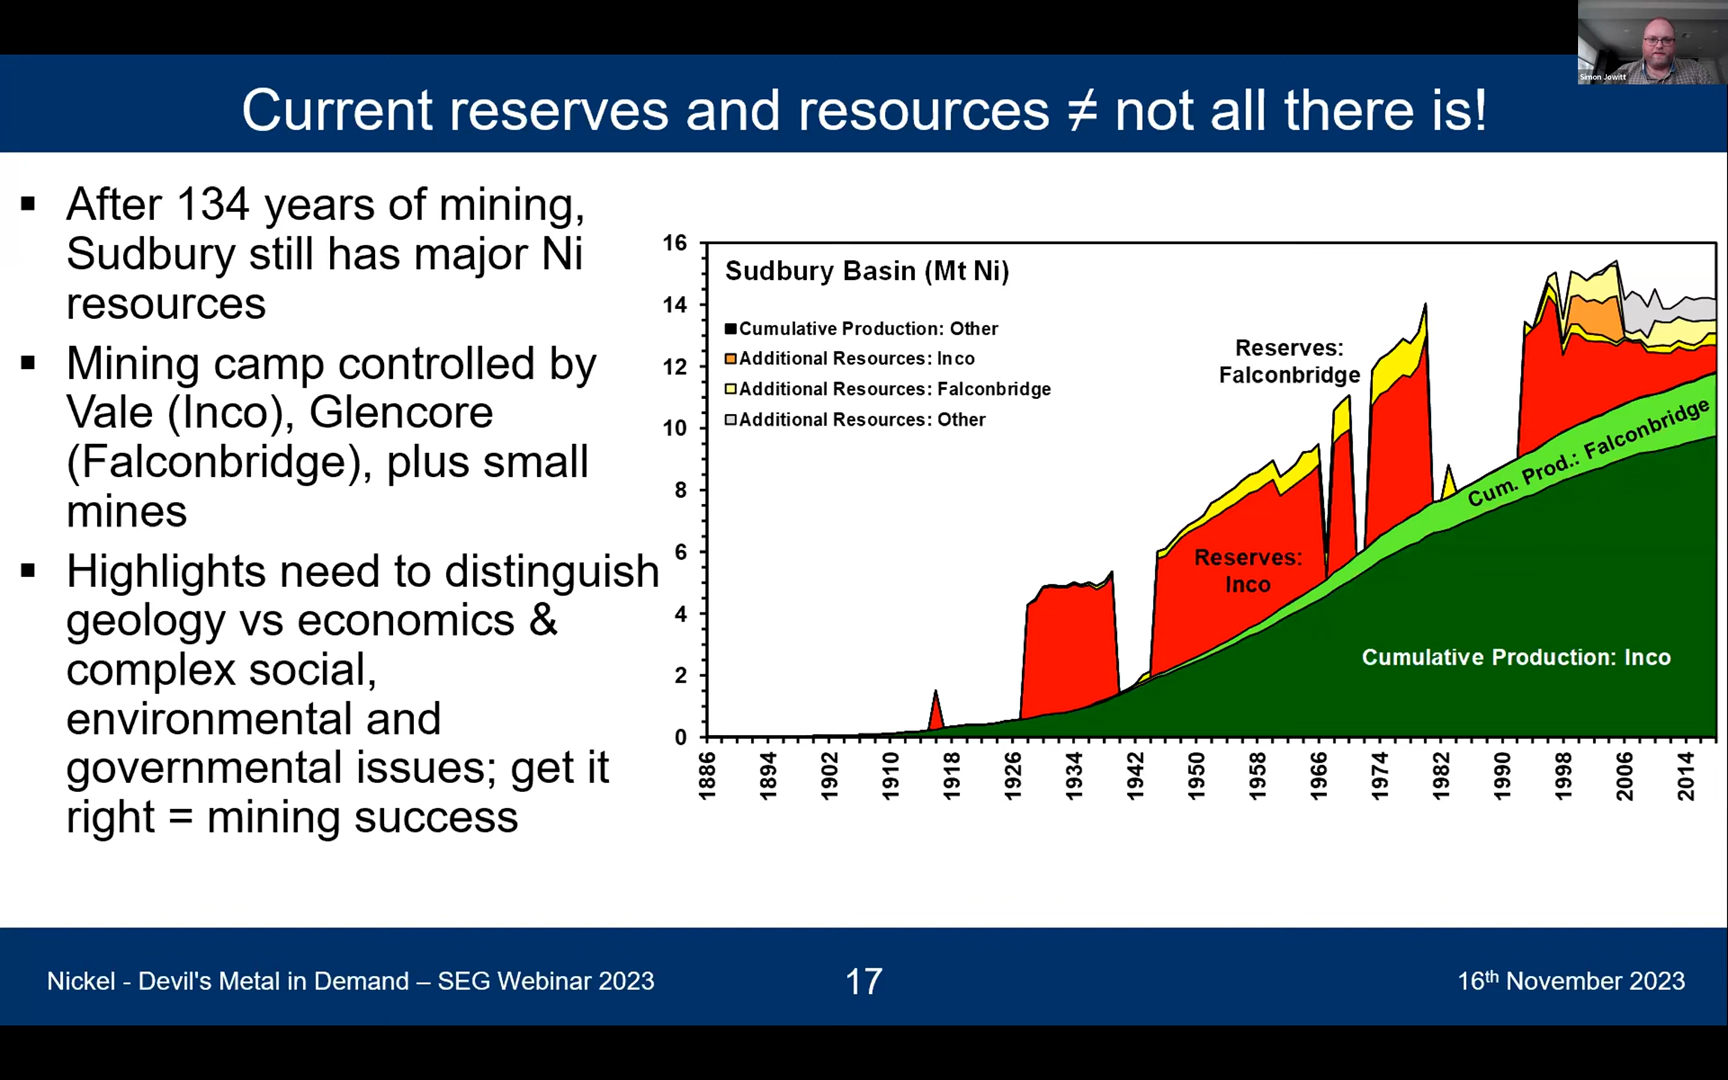 Simon Jowitt
Current reserves and resources ≠ not all there is!
▪ After 134 years of mining,
Sudbury still has major Ni
resources
▪ Mining camp controlled by
Vale (Inco), Glencore
(Falconbridge), plus small
mines
▪ Highlights need to distinguish
geology vs economics &
complex social,
environmental and
governmental issues; get it
right = mining success
Sudbury Basin (Mt Ni)
Cumulative Production: Other
Additional Resources: Inco
Additional Resources: Falconbridge
Additional Resources: Other
Reserves:
Falconbridge
Reserves:
Inco
Cum. Prod.: Falconbridge
Cumulative Production: Inco
16
14
12
10
8
6
4
2
0
1886 1894 1902 1910 1918 1926 1934 1942 1950 1958 1966 1974 1982 1990 1998 2006 2014
Nickel - Devil's Metal in Demand – SEG Webinar 2023
17
16th November 2023